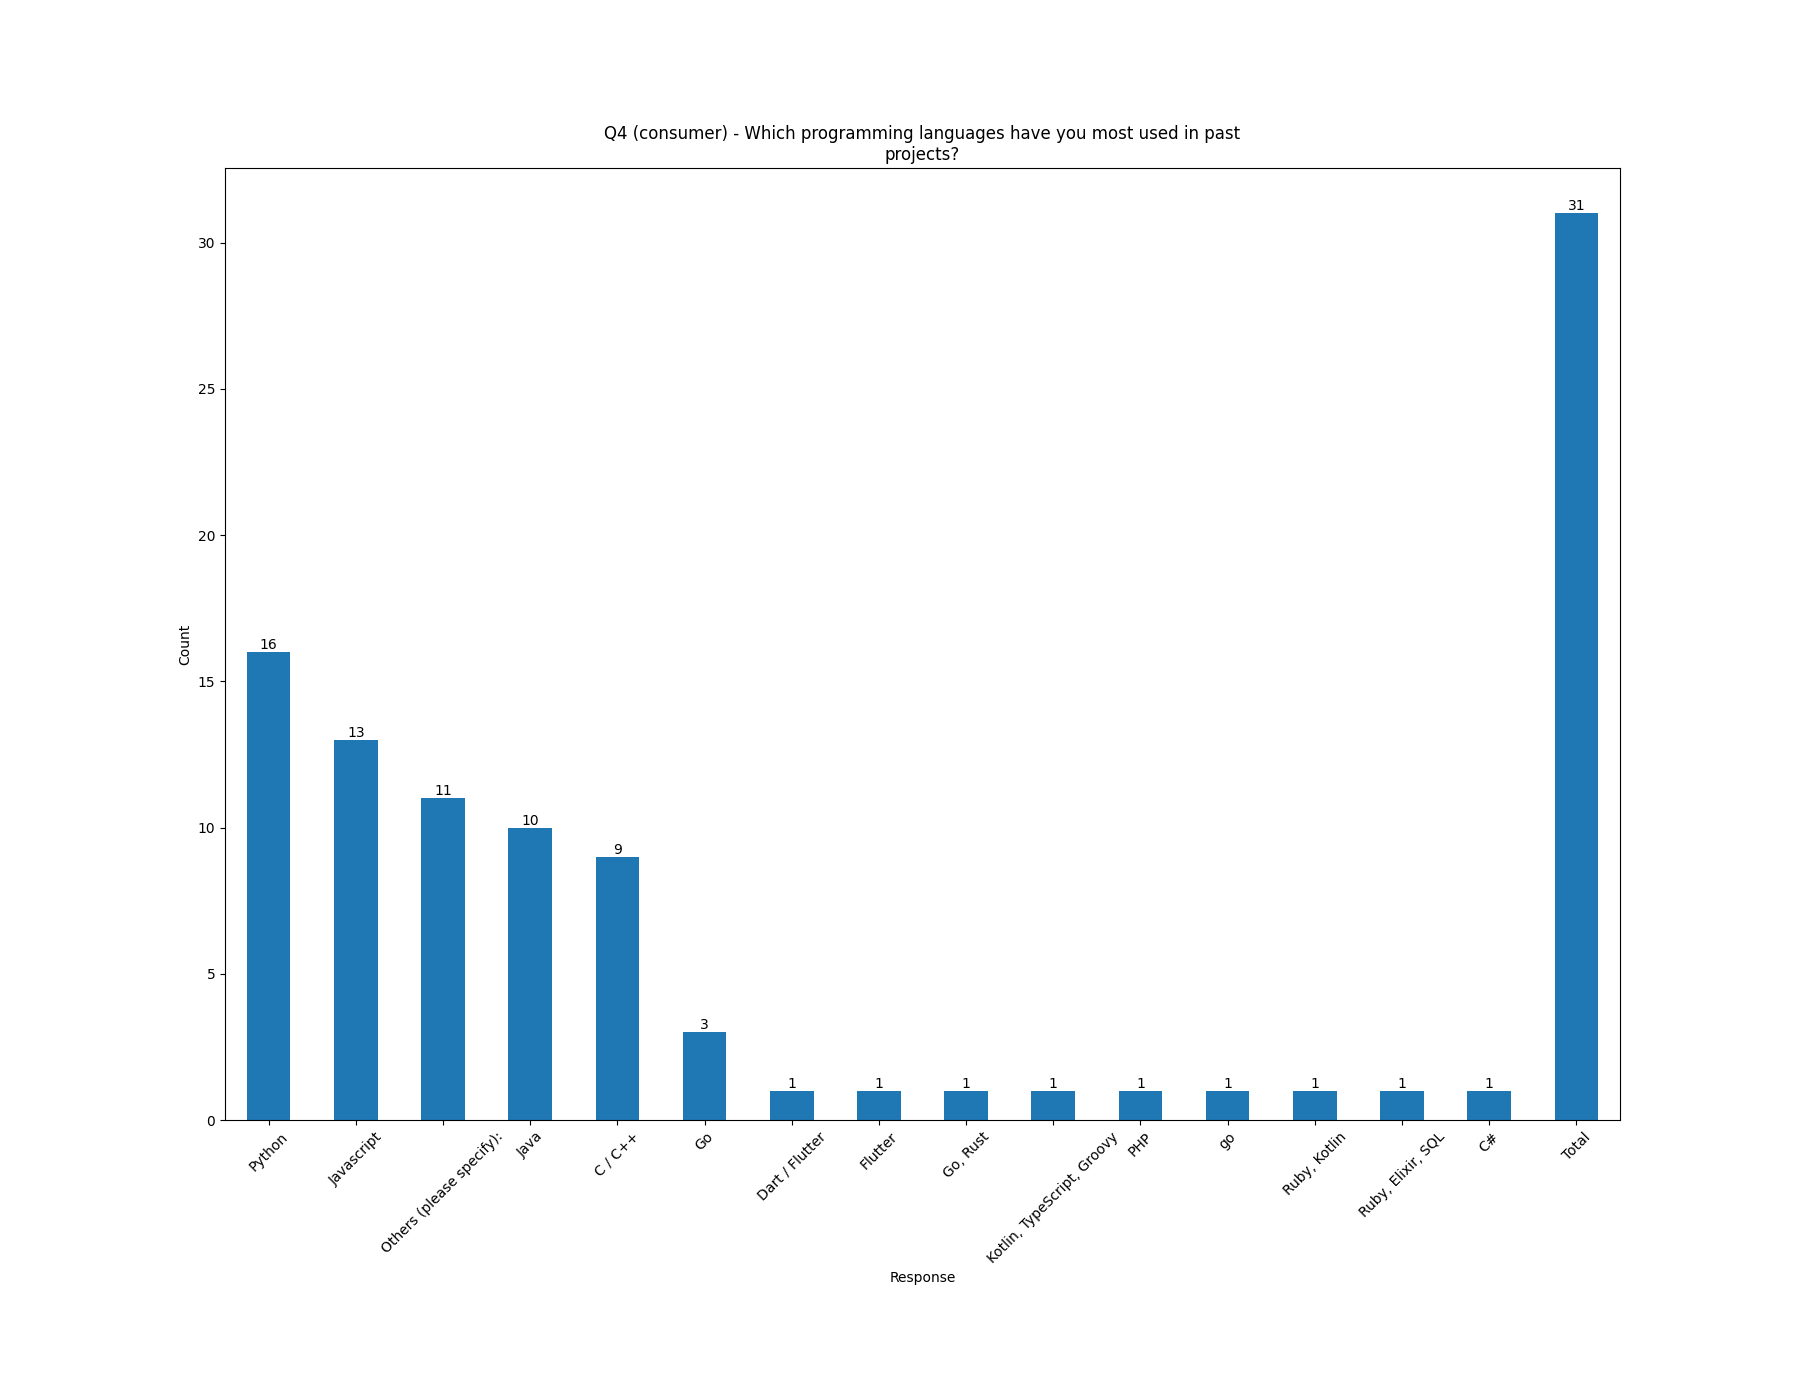 Q4 (consumer) - Which programming languages have you most used in past
projects?
Count
30
25
20
15
10
5
0
16
13
11
10
9
3
1
1
1
1
1
1
1
1
1
31
Python
Javascript
Others (please specify):
Java
C / C++
Go
Dart / Flutter
Flutter
Go, Rust
Kotlin, TypeScript, Groovy
PHP
go
Ruby, Kotlin
Ruby, Elixir, SQL
C#
Total
Response